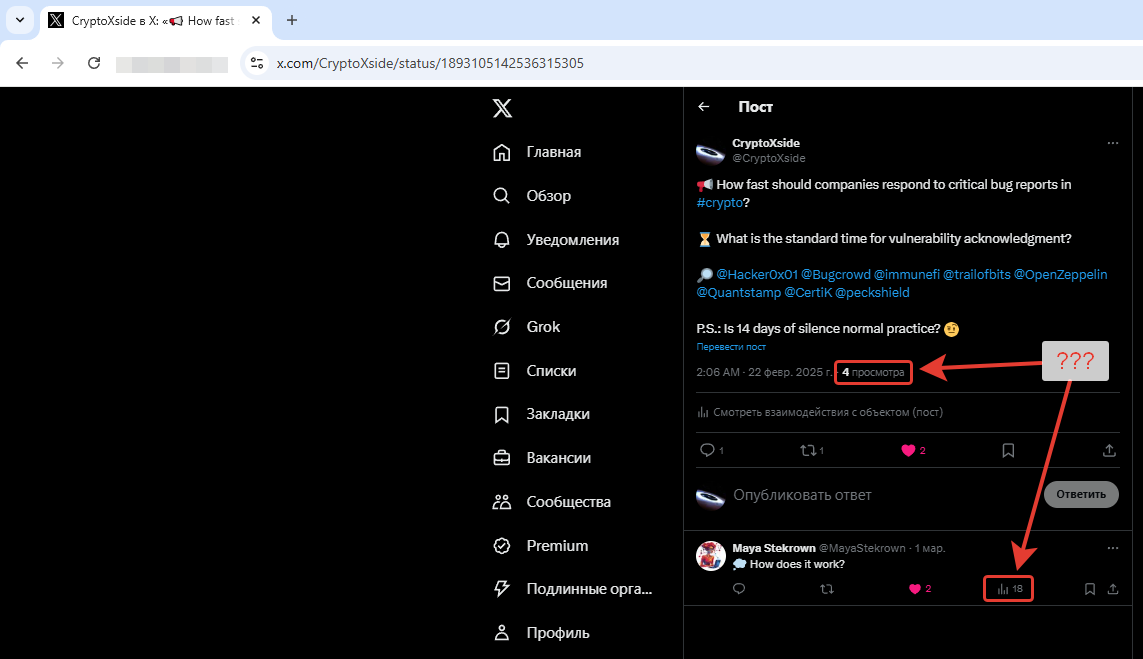 CryptoXside в X: «📢 How fast
x.com/CryptoXside/status/1893105142536315305
Главная
Обзор
Уведомления
Сообщения
Grok
Списки
Закладки
Вакансии
Сообщества
Premium
Подлинные орга...
Профиль
Пост
CryptoXside
@CryptoXside
📢 How fast should companies respond to critical bug reports in
#crypto?
⏳ What is the standard time for vulnerability acknowledgment?
🔎 @Hacker0x01 @Bugcrowd @immunefi @trailofbits @OpenZeppelin
@Quantstamp @CertiK @peckshield
P.S.: Is 14 days of silence normal practice? 🤨
Перевести пост
2:06 AM · 22 февр. 2025 г. · 4 просмотра
???
Смотреть взаимодействия с объектом (пост)
1 1 2
Опубликовать ответ
Ответить
Maya Stekrown @MayaStekrown · 1 мар.
💭 How does it work?
2 18